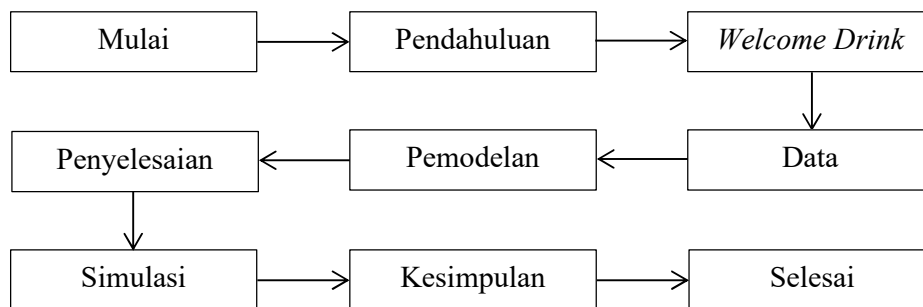 Mulai
Pendahuluan
Welcome Drink
Data
Pemodelan
Penyelesaian
Simulasi
Kesimpulan
Selesai